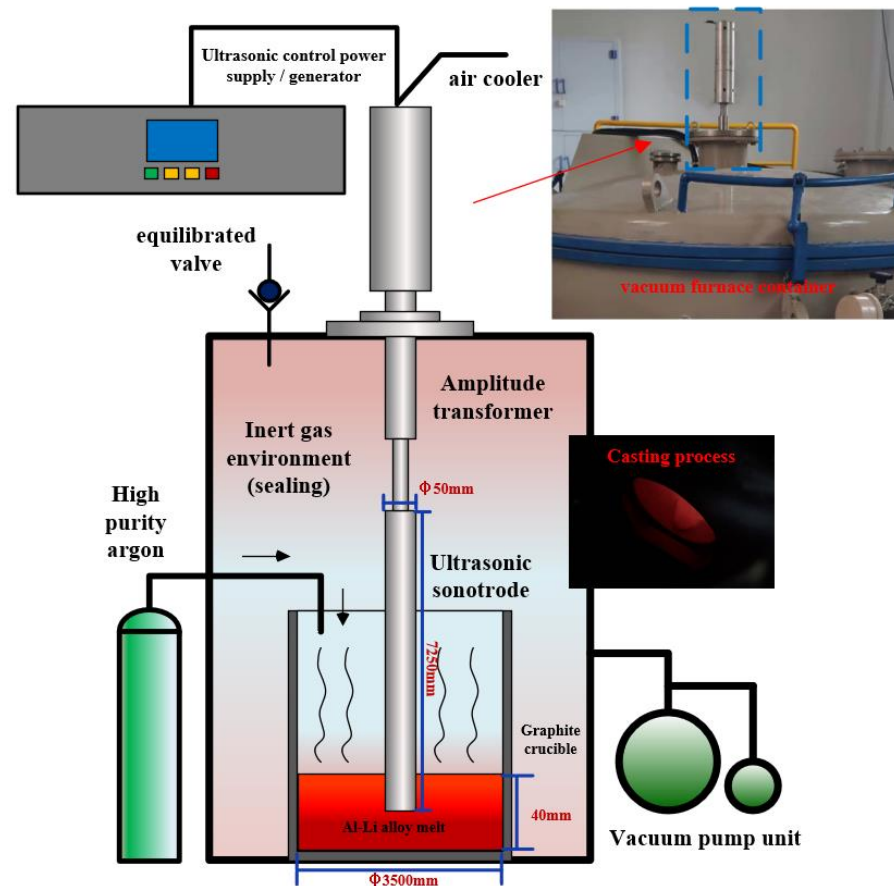 Ultrasonic control power
supply / generator
air cooler
equilibrated
valve
vacuum furnace container
Amplitude
transformer
Inert gas
environment
(sealing)
Casting process
Φ50mm
High
purity
argon
Ultrasonic
sonotrode
7250mm
Graphite
crucible
Al-Li alloy melt
40mm
Vacuum pump unit
Φ3500mm